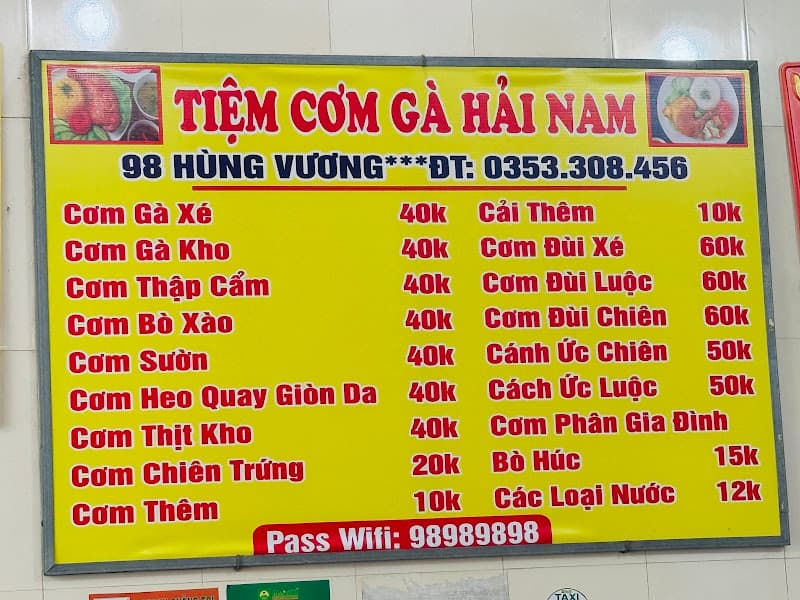 TIỆM CƠM GÀ HẢI NAM
98 HÙNG VƯƠNG***ĐT: 0353.308.456
Cơm Gà Xé 40k
Cơm Gà Kho 40k
Cơm Thập Cẩm 40k
Cơm Bò Xào 40k
Cơm Sườn 40k
Cơm Heo Quay Giòn Da 40k
Cơm Thịt Kho 40k
Cơm Chiên Trứng 20k
Cơm Thêm 10k
Cải Thêm 10k
Cơm Đùi Xé 60k
Cơm Đùi Luộc 60k
Cơm Đùi Chiên 60k
Cánh Ức Chiên 50k
Cách Ức Luộc 50k
Cơm Phân Gia Đình
Bò Húc 15k
Các Loại Nước 12k
Pass Wifi: 98989898
TAXI